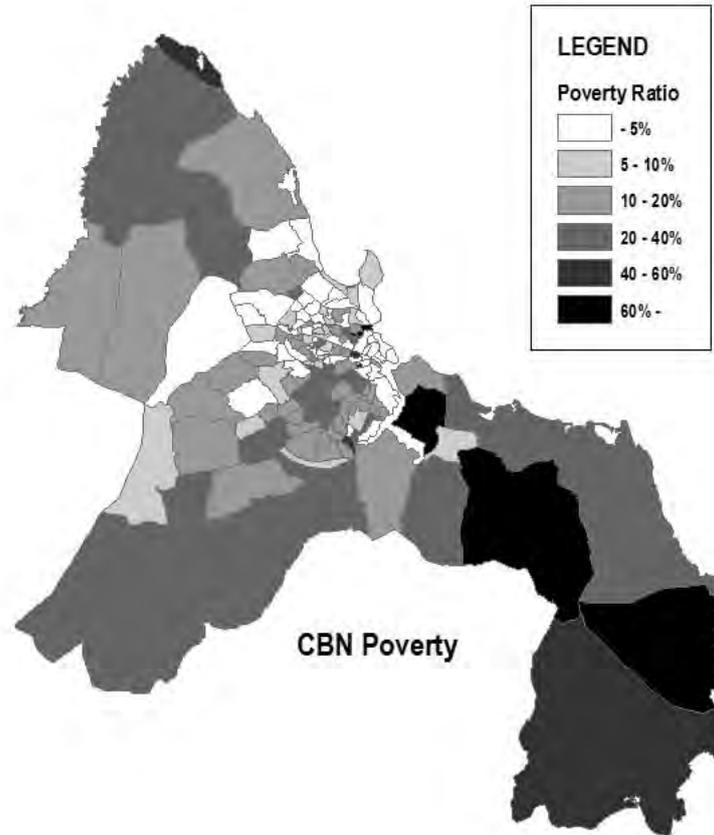 LEGEND
Poverty Ratio
- 5%
5 - 10%
10 - 20%
20 - 40%
40 - 60%
60% -
CBN Poverty